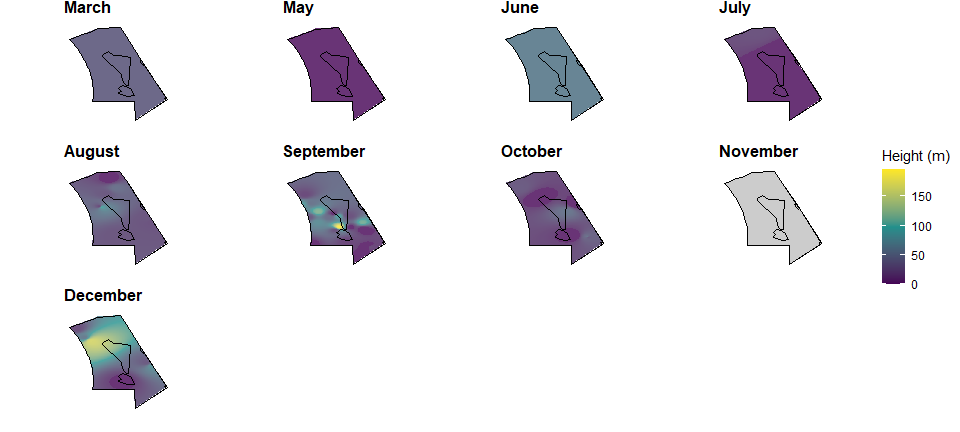 March
May
June
July
August
September
October
November
December
Height (m)
150
100
50
0